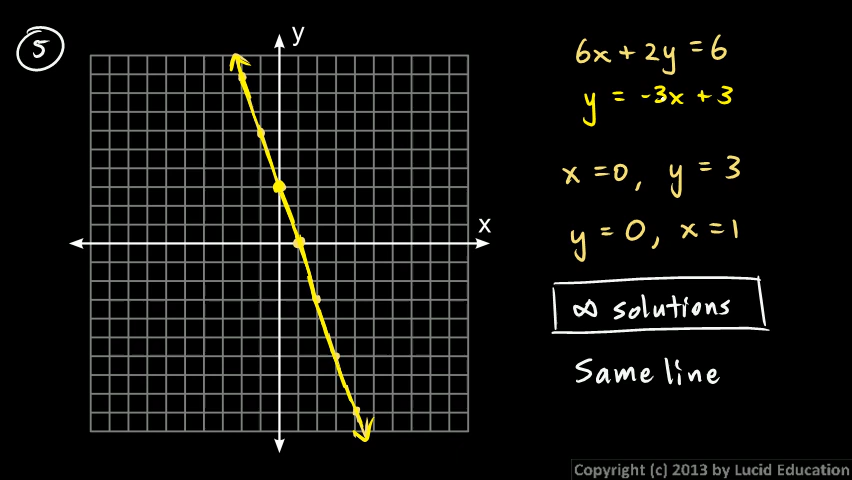 5
y
x
6x + 2y = 6
y = -3x + 3
x = 0, y = 3
y = 0, x = 1
∞ solutions
Same line
Copyright (c) 2013 by Lucid Education